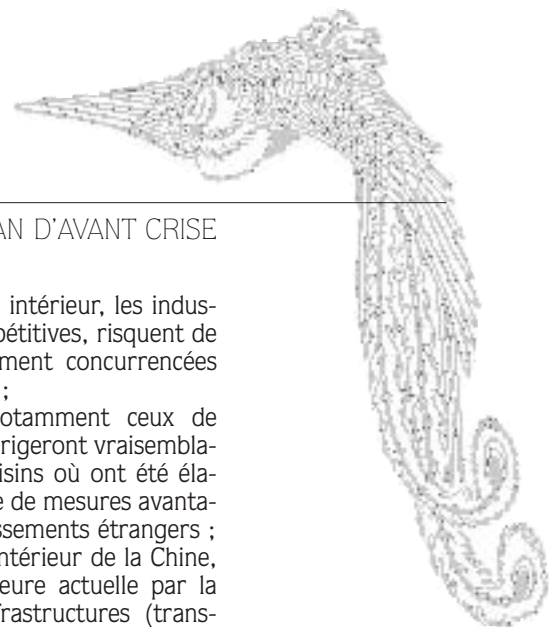 AN D'AVANT CRISE
intérieur, les indus-
pétitives, risquent de
ment concurrencées
;
otamment ceux de
rigeront vraisembla-
isins où ont été éla-
e de mesures avanta-
ssements étrangers ;
ntérieur de la Chine,
eure actuelle par la
frastructures (trans-